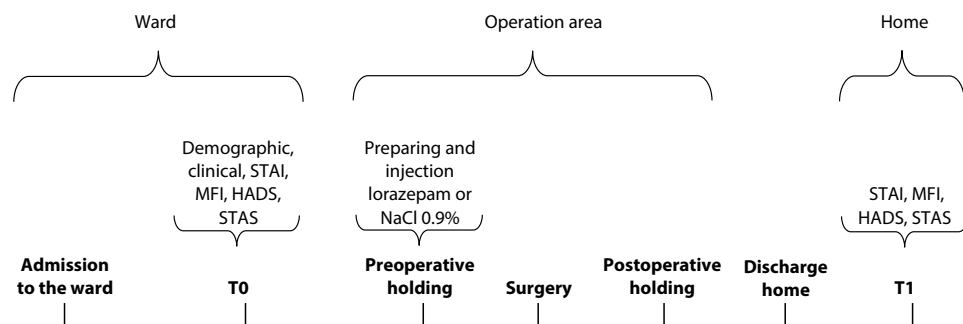 Ward
Operation area
Home
Demographic,
clinical, STAI,
MFI, HADS,
STAS
Preparing and
injection
lorazepam or
NaCl 0.9%
STAI, MFI,
HADS, STAS
Admission
to the ward
T0
Preoperative
holding
Surgery
Postoperative
holding
Discharge
home
T1